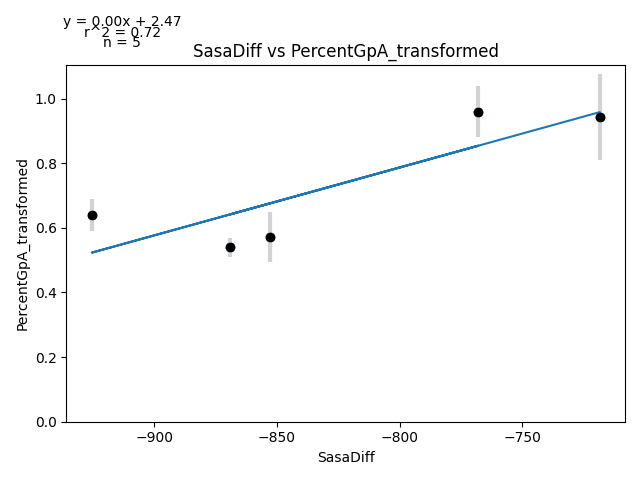 y = 0.00x + 2.47
r^2 = 0.72
n = 5
SasaDiff vs PercentGpA_transformed
PercentGpA_transformed
1.0
0.8
0.6
0.4
0.2
0.0
−900
−850
−800
−750
SasaDiff